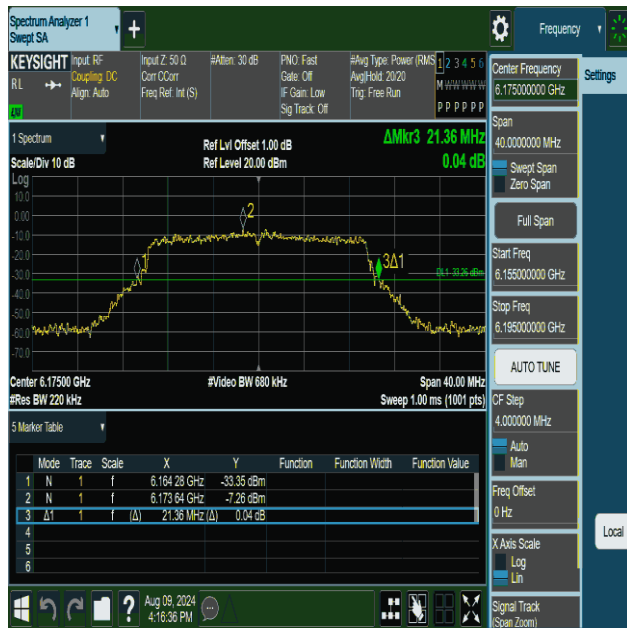 Spectrum Analyzer 1
Swept SA
+
Frequency
KEYSIGHT
RL
Input: RF
Coupling: DC
Align: Auto
Input Z: 50 Ω
Corr CCorr
Freq Ref: Int (S)
#Atten: 30 dB
PNO: Fast
Gate: Off
IF Gain: Low
Sig Track: Off
#Avg Type: Power (RMS
Avg|Hold: 20/20
Trig: Free Run
1 2 3 4 5 6
M W W W W W
P P P P P P
1 Spectrum
Scale/Div 10 dB
Ref Lvl Offset 1.00 dB
Ref Level 20.00 dBm
ΔMkr3 21.36 MHz
0.04 dB
Log
10.0
0.00
-10.0
-20.0
-30.0
-40.0
-50.0
-60.0
-70.0
1
2
3Δ1
DL1 -33.26 dBm
Center 6.17500 GHz
#Res BW 220 kHz
#Video BW 680 kHz
Span 40.00 MHz
Sweep 1.00 ms (1001 pts)
5 Marker Table
Mode Trace Scale X Y Function Function Width Function Value
1 N 1 f 6.164 28 GHz -33.35 dBm
2 N 1 f 6.173 64 GHz -7.26 dBm
3 Δ1 1 f (Δ) 21.36 MHz (Δ) 0.04 dB
4
5
6
Aug 09, 2024
4:16:36 PM
Center Frequency
6.175000000 GHz
Settings
Span
40.0000000 MHz
Swept Span
Zero Span
Full Span
Start Freq
6.155000000 GHz
Stop Freq
6.195000000 GHz
AUTO TUNE
CF Step
4.000000 MHz
Auto
Man
Freq Offset
0 Hz
X Axis Scale
Log
Lin
Local
Signal Track
(Span Zoom)